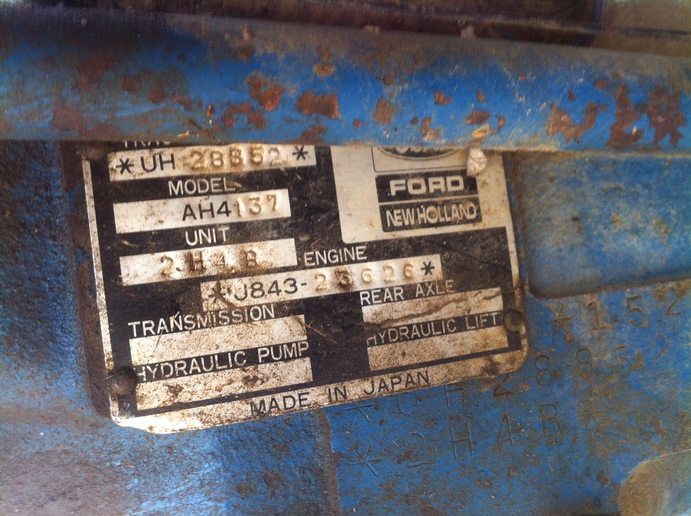 *UH 28852*
FORD
NEW HOLLAND
MODEL
AH4137
UNIT
2H4B
ENGINE
*J843-23626*
TRANSMISSION
REAR AXLE
HYDRAULIC PUMP
HYDRAULIC LIFT
MADE IN JAPAN
*2H4B*